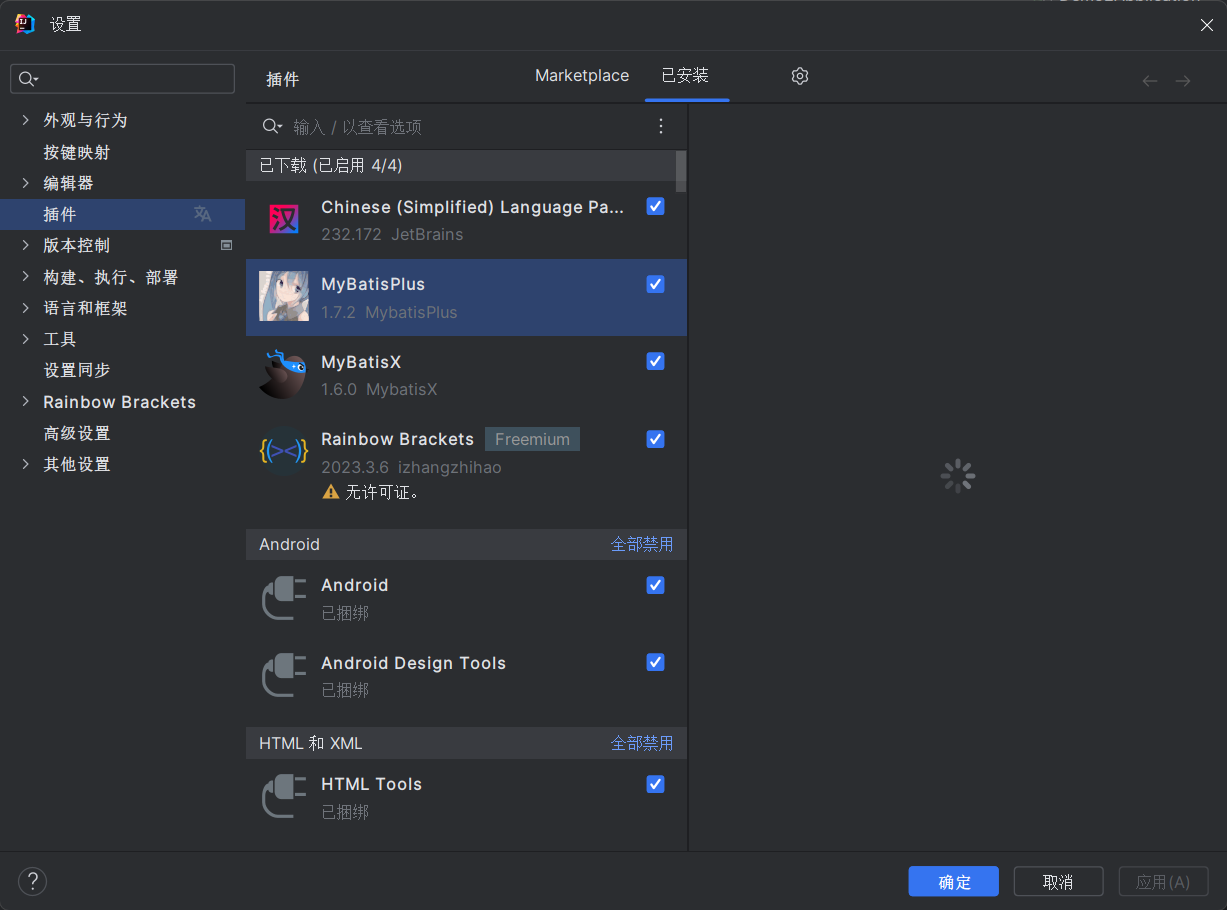 设置
插件
Marketplace
已安装
外观与行为
按键映射
编辑器
插件
版本控制
构建、执行、部署
语言和框架
工具
设置同步
Rainbow Brackets
高级设置
其他设置
输入 / 以查看选项
已下载 (已启用 4/4)
汉
Chinese (Simplified) Language Pa...
232.172 JetBrains
MyBatisPlus
1.7.2 MybatisPlus
MyBatisX
1.6.0 MybatisX
Rainbow Brackets Freemium
2023.3.6 izhangzhihao
无许可证。
Android 全部禁用
Android
已捆绑
Android Design Tools
已捆绑
HTML 和 XML 全部禁用
HTML Tools
已捆绑
?
确定
取消
应用(A)